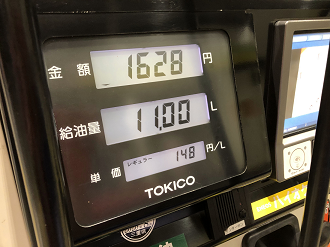 金額 1628 円
給油量 11.00 L
レギュラー
単価 148 円/L
TOKICO